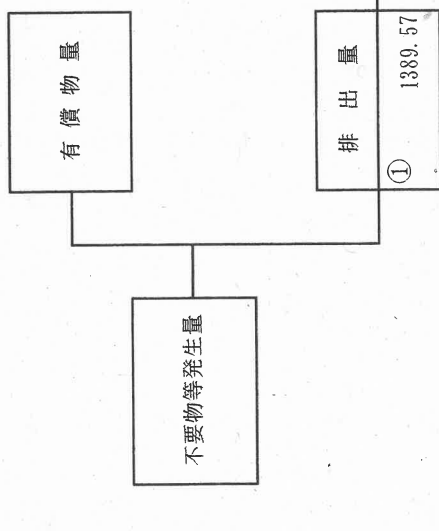 不要物等発生量
有償物量
排出量
①
1389.57